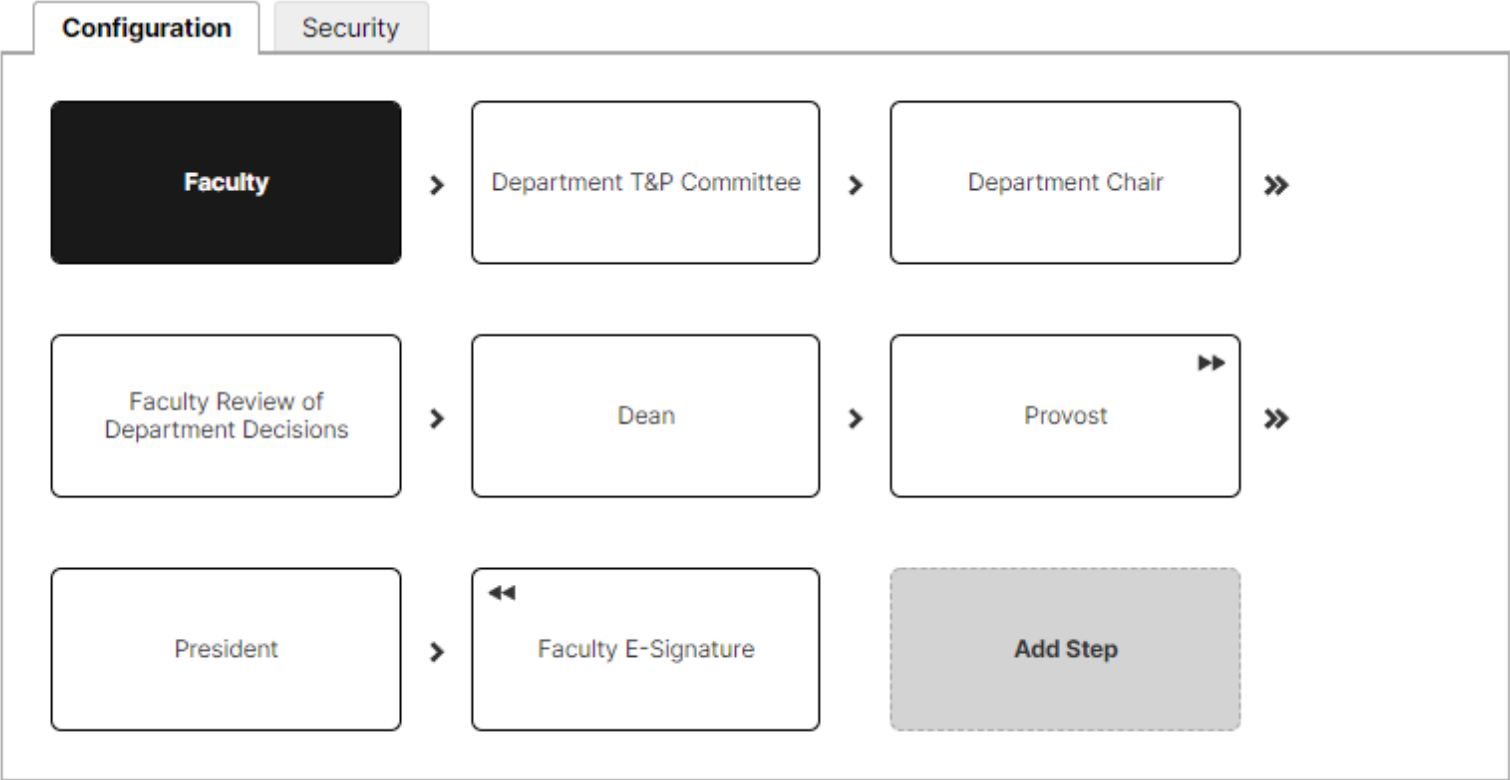 Configuration
Security
Faculty
Department T&P Committee
Department Chair
Faculty Review of
Department Decisions
Dean
Provost
President
Faculty E-Signature
Add Step